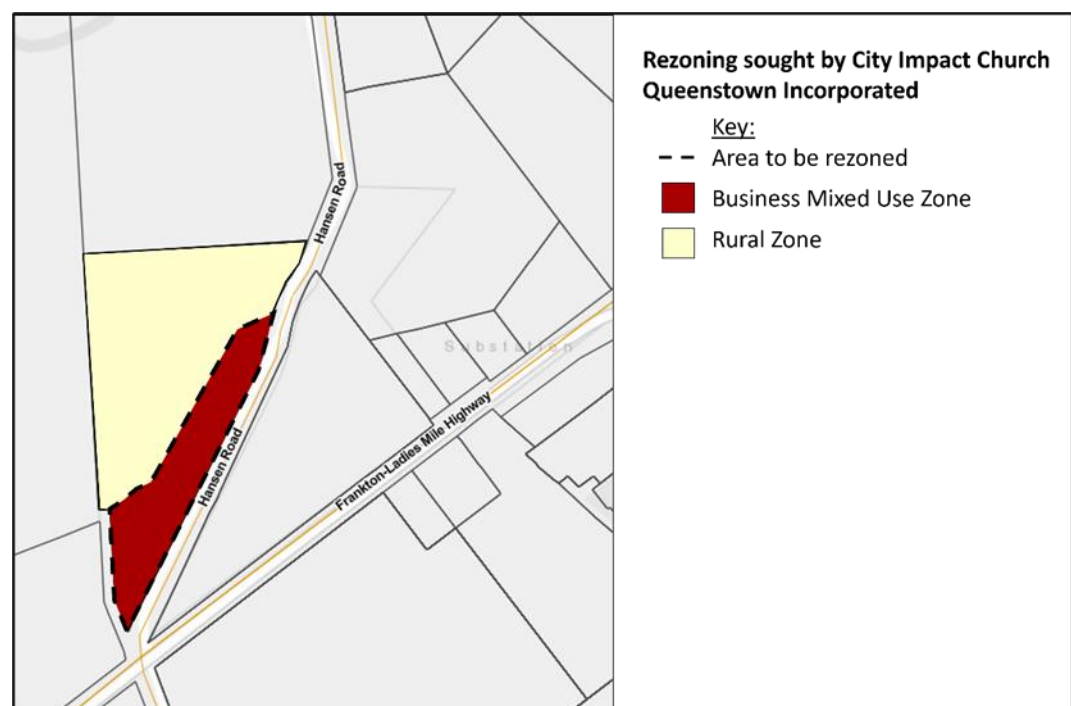 Rezoning sought by City Impact Church
Queenstown Incorporated
Key:
Area to be rezoned
Business Mixed Use Zone
Rural Zone
Hansen Road
Substation
Hansen Road
Frankton-Ladies Mile Highway